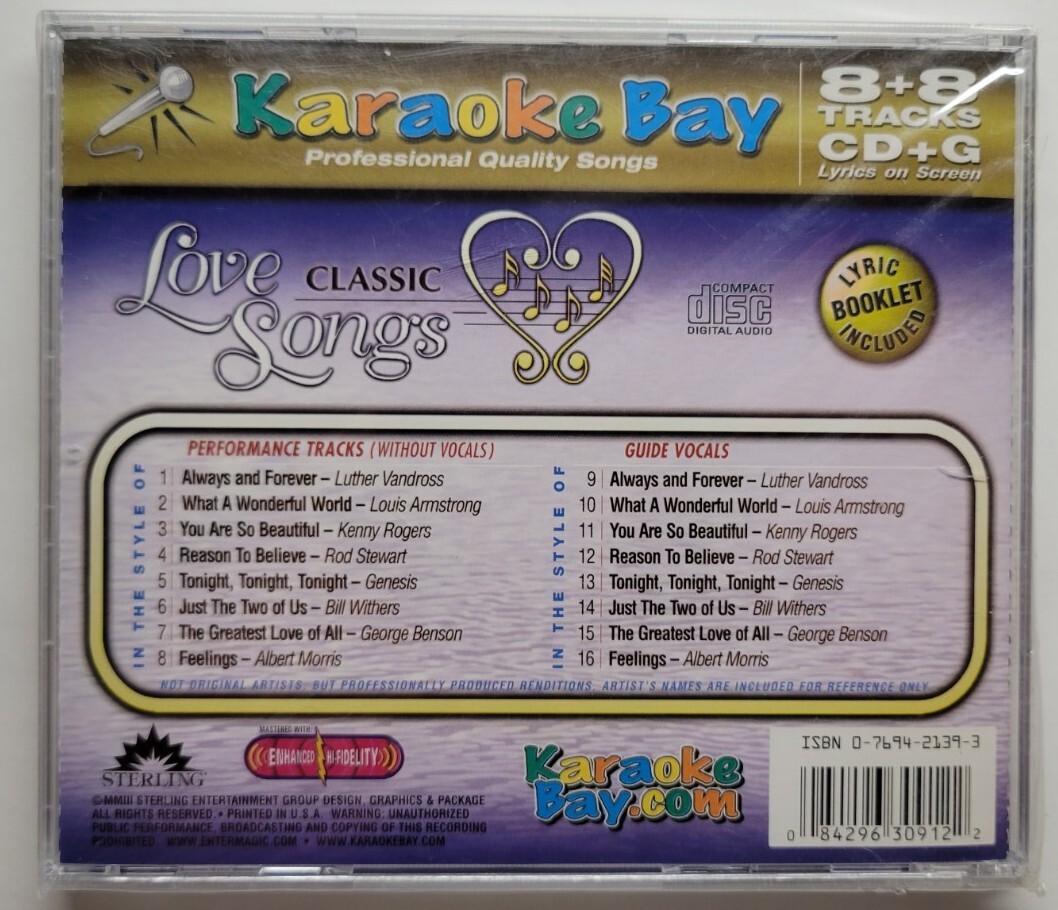 Karaoke Bay
Professional Quality Songs
8+8
TRACKS
CD+G
Lyrics on Screen
Love
CLASSIC
Songs
COMPACT
disc
DIGITAL AUDIO
LYRIC
BOOKLET
INCLUDED
PERFORMANCE TRACKS (WITHOUT VOCALS)
IN THE STYLE OF
1 Always and Forever – Luther Vandross
2 What A Wonderful World – Louis Armstrong
3 You Are So Beautiful – Kenny Rogers
4 Reason To Believe – Rod Stewart
5 Tonight, Tonight, Tonight – Genesis
6 Just The Two of Us – Bill Withers
7 The Greatest Love of All – George Benson
8 Feelings – Albert Morris
GUIDE VOCALS
IN THE STYLE OF
9 Always and Forever – Luther Vandross
10 What A Wonderful World – Louis Armstrong
11 You Are So Beautiful – Kenny Rogers
12 Reason To Believe – Rod Stewart
13 Tonight, Tonight, Tonight – Genesis
14 Just The Two of Us – Bill Withers
15 The Greatest Love of All – George Benson
16 Feelings – Albert Morris
NOT ORIGINAL ARTISTS, BUT PROFESSIONALLY PRODUCED RENDITIONS, ARTIST'S NAMES ARE INCLUDED FOR REFERENCE ONLY
STERLING
MASTERED WITH:
ENHANCED HI-FIDELITY
©MMIII STERLING ENTERTAINMENT GROUP DESIGN, GRAPHICS & PACKAGE
ALL RIGHTS RESERVED. • PRINTED IN U.S.A. WARNING: UNAUTHORIZED
PUBLIC PERFORMANCE, BROADCASTING AND COPYING OF THIS RECORDING
PROHIBITED. WWW.ENTERMAGIC.COM • WWW.KARAOKEBAY.COM
Karaoke
Bay.com
ISBN 0-7694-2139-3
0 84296 30912 2